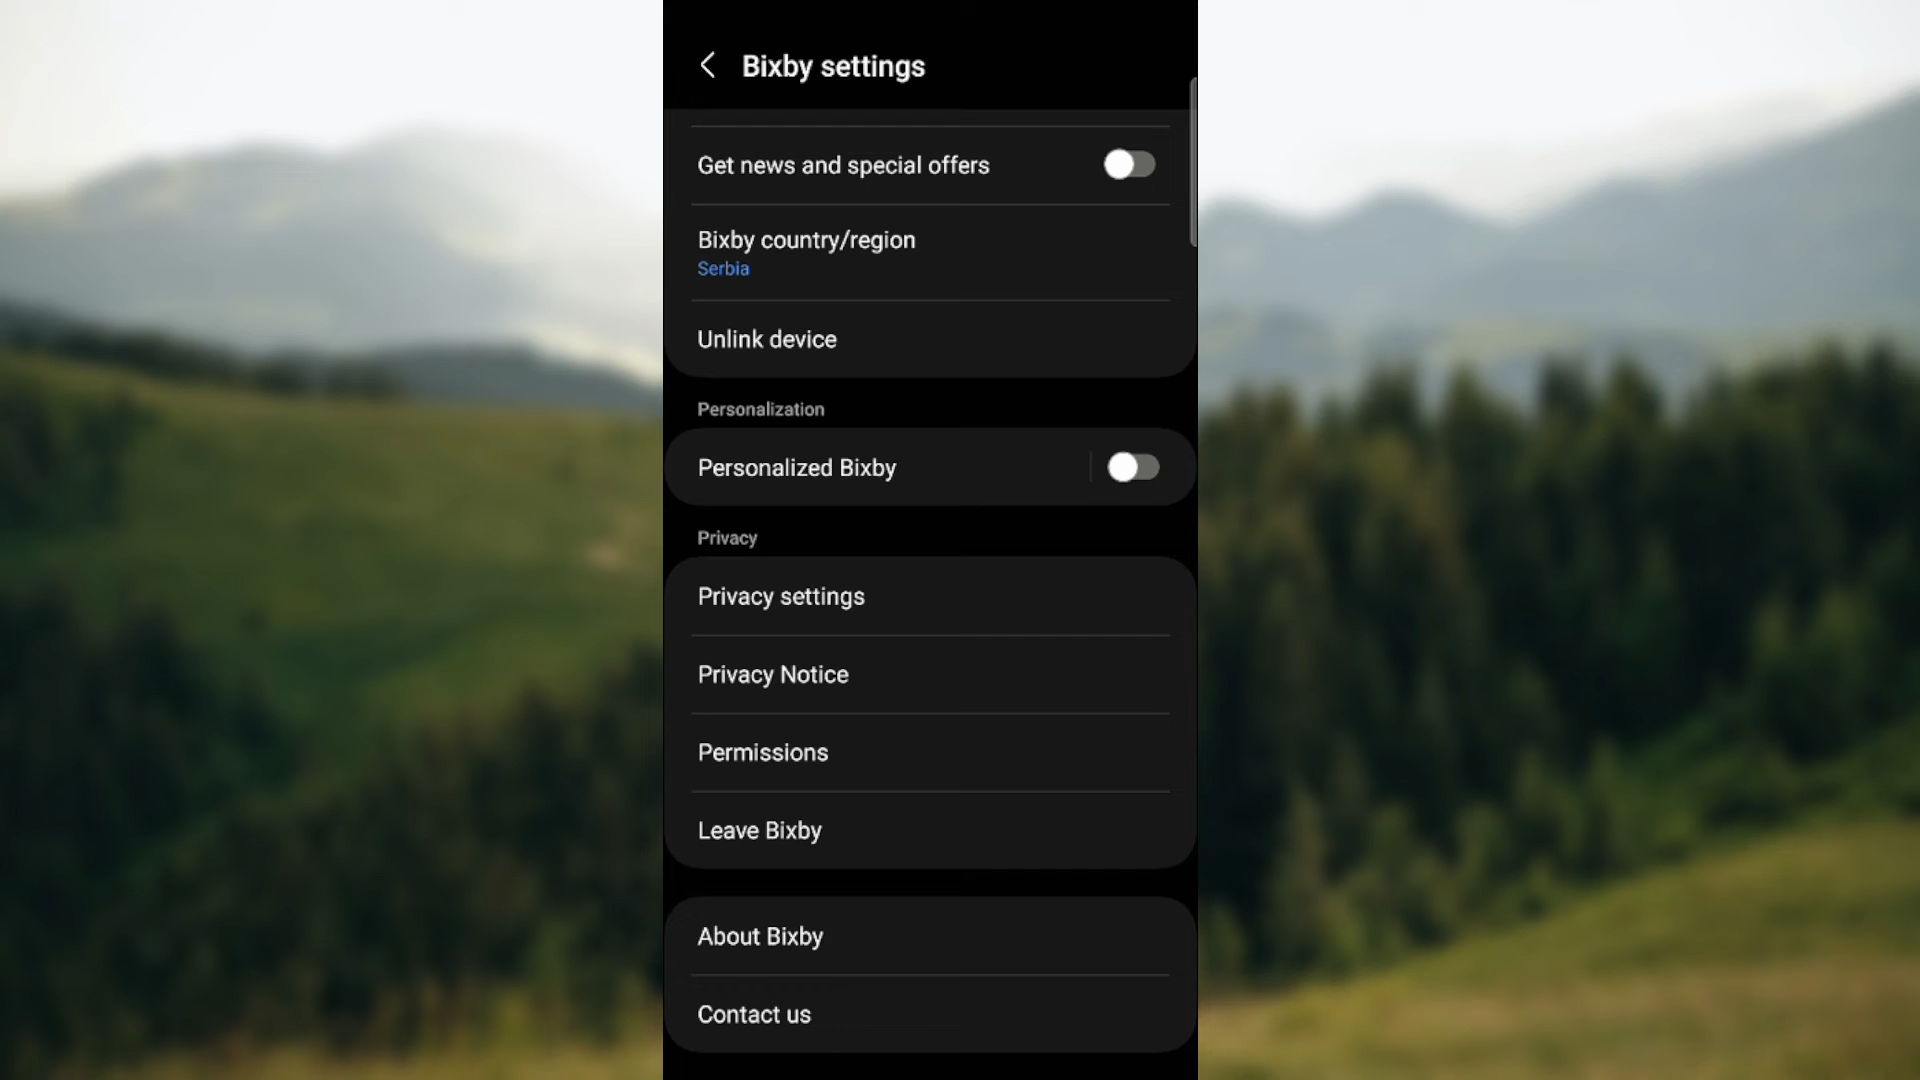 Bixby settings
Get news and special offers
Bixby country/region
Serbia
Unlink device
Personalization
Personalized Bixby
Privacy
Privacy settings
Privacy Notice
Permissions
Leave Bixby
About Bixby
Contact us